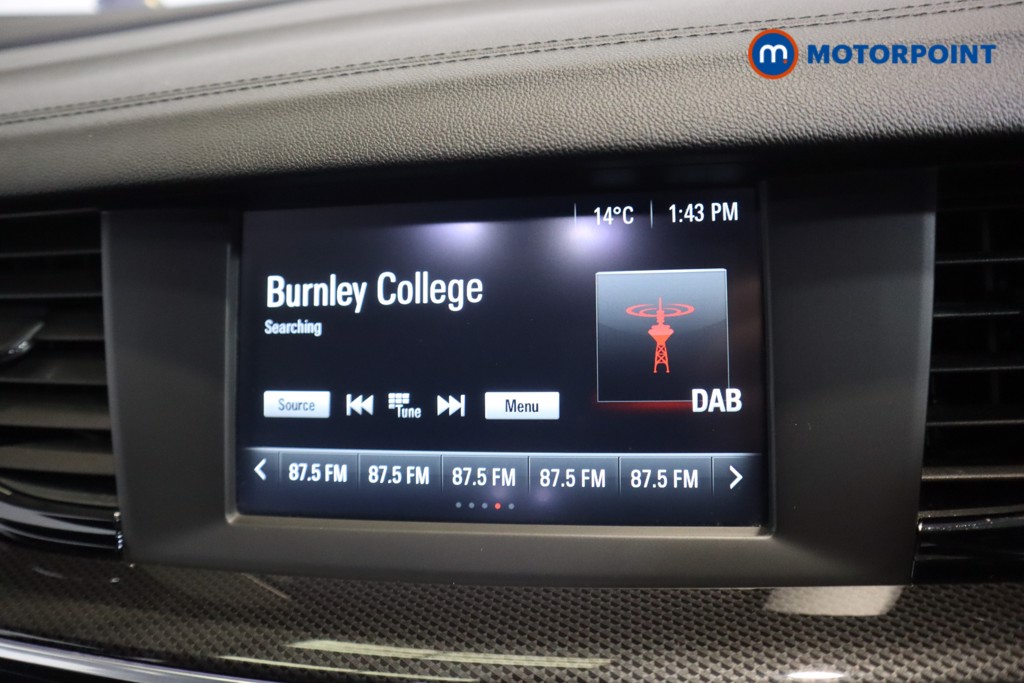 m MOTORPOINT
14°C 1:43 PM
Burnley College
Searching
Source Tune Menu
DAB
87.5 FM 87.5 FM 87.5 FM 87.5 FM 87.5 FM